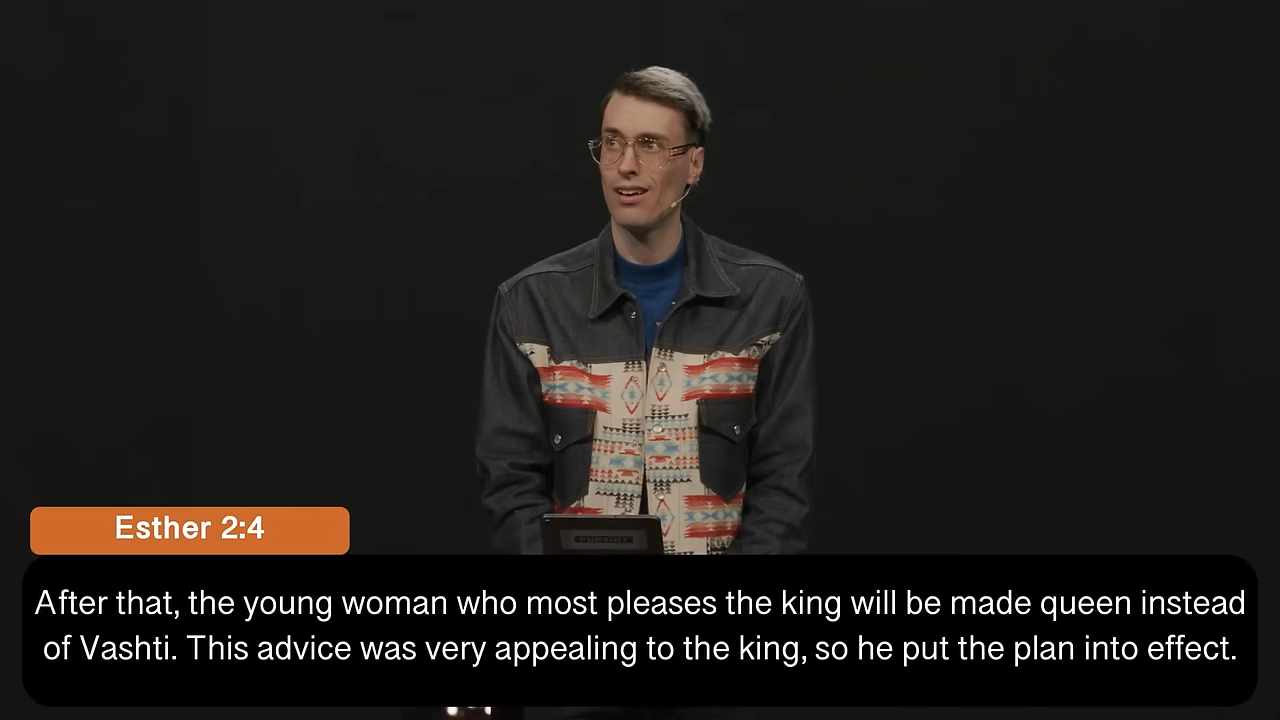 PURSUIT
Esther 2:4
After that, the young woman who most pleases the king will be made queen instead
of Vashti. This advice was very appealing to the king, so he put the plan into effect.